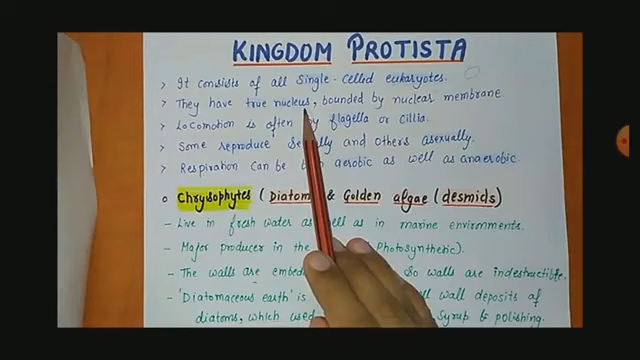 KINGDOM PROTISTA
It consists of all Single-Celled eukaryotes.
They have true nucleus, bounded by nuclear membrane.
Locomotion is often by flagella or Cillia.
Some reproduce and others asexually.
Respiration can be aerobic as well as anaerobic.
Chrysophytes ( Diatoms & Golden algae ( desmids )
- Live in fresh water as well as in marine environments.
- Major producer in the Photosynthetic).
- The walls are So walls are indestructible.
- 'Diatomaceous earth' is wall deposits of
diatoms, which used Syrup & polishing.